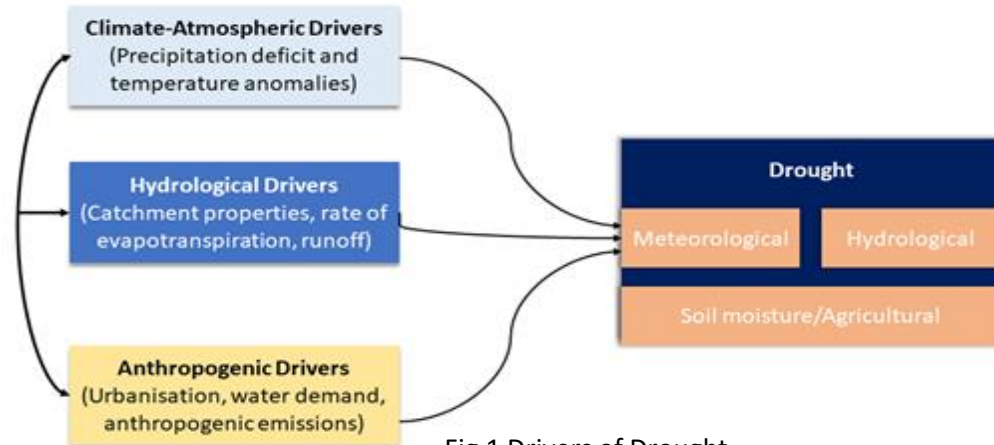 Climate-Atmospheric Drivers
(Precipitation deficit and
temperature anomalies)
Hydrological Drivers
(Catchment properties, rate of
evapotranspiration, runoff)
Anthropogenic Drivers
(Urbanisation, water demand,
anthropogenic emissions)
Drought
Meteorological
Hydrological
Soil moisture/Agricultural
Fig 1 Drivers of Drought